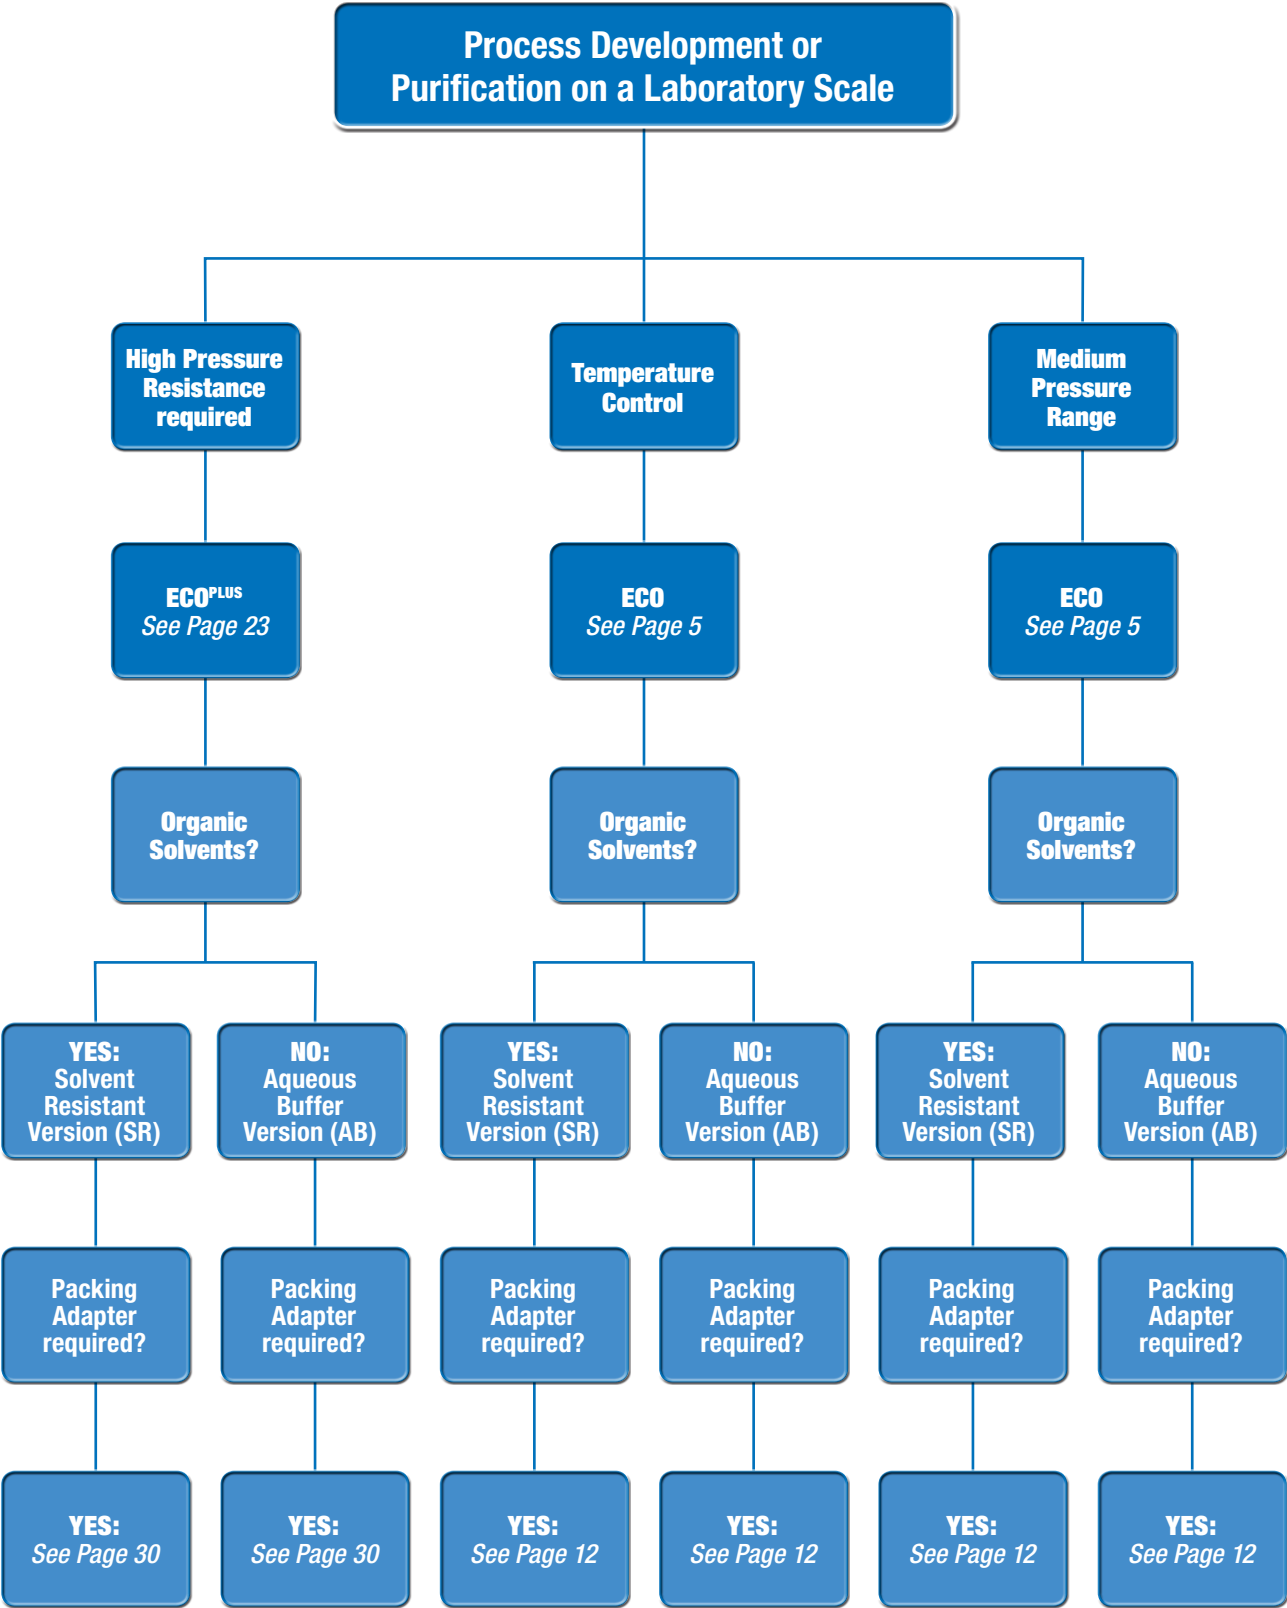 Process Development or
Purification on a Laboratory Scale
High Pressure
Resistance
required
Temperature
Control
Medium
Pressure
Range
ECOPLUS
See Page 23
ECO
See Page 5
ECO
See Page 5
Organic
Solvents?
Organic
Solvents?
Organic
Solvents?
YES:
Solvent
Resistant
Version (SR)
NO:
Aqueous
Buffer
Version (AB)
YES:
Solvent
Resistant
Version (SR)
NO:
Aqueous
Buffer
Version (AB)
YES:
Solvent
Resistant
Version (SR)
NO:
Aqueous
Buffer
Version (AB)
Packing
Adapter
required?
Packing
Adapter
required?
Packing
Adapter
required?
Packing
Adapter
required?
Packing
Adapter
required?
Packing
Adapter
required?
YES:
See Page 30
YES:
See Page 30
YES:
See Page 12
YES:
See Page 12
YES:
See Page 12
YES:
See Page 12